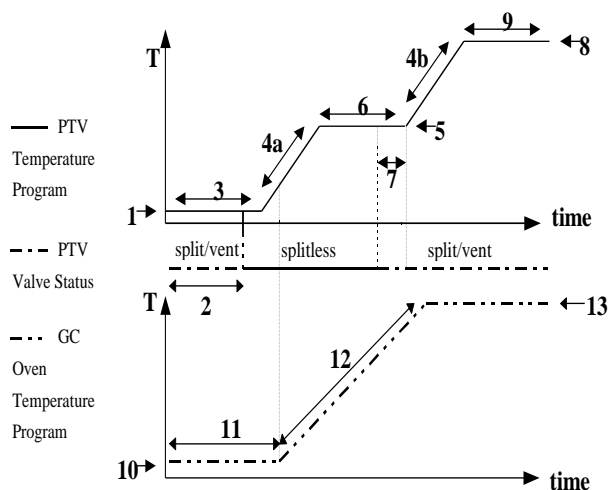 T
9
8
4b
6
PTV
4a
5
Temperature
7
Program
3
1
time
split/vent
splitless
split/vent
PTV
Valve Status
2
T
13
GC
Oven
12
Temperature
Program
11
10
time